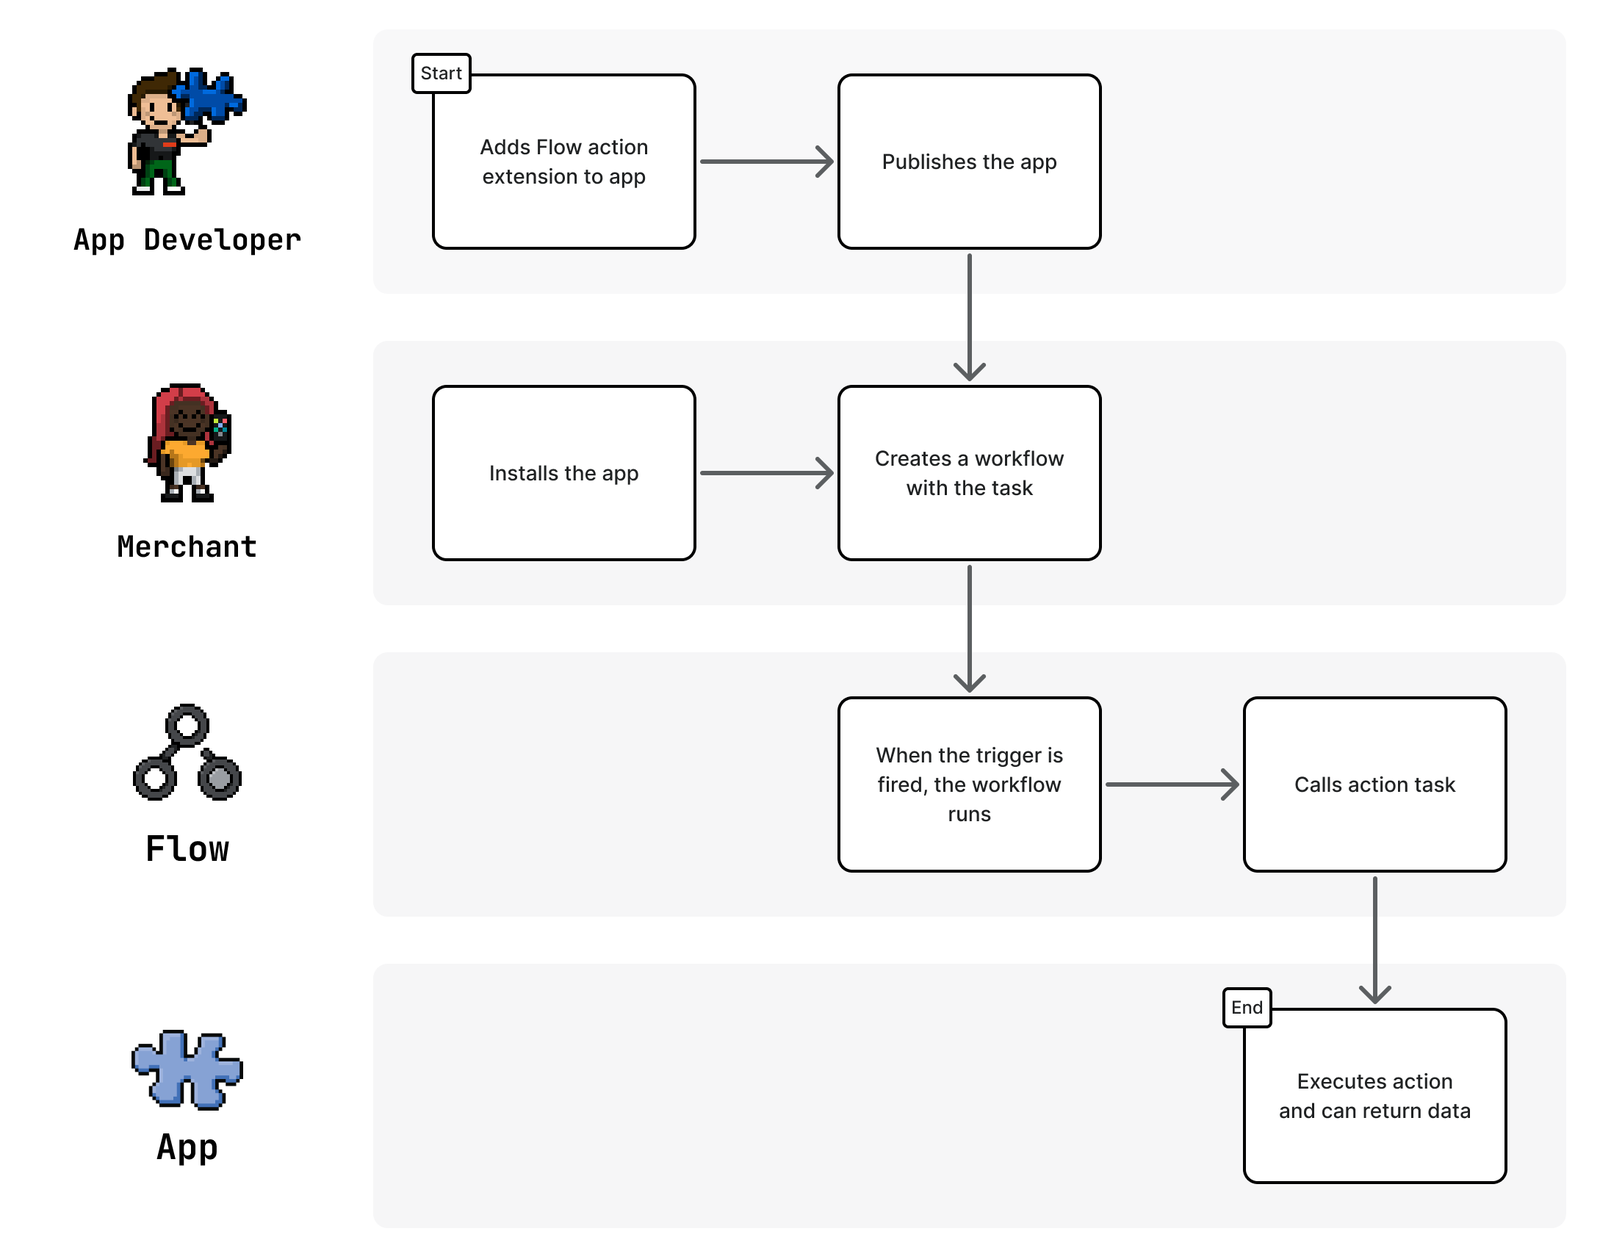 Start
Adds Flow action
extension to app
Publishes the app
App Developer
Installs the app
Creates a workflow
with the task
Merchant
When the trigger is
fired, the workflow
runs
Calls action task
Flow
End
Executes action
and can return data
App